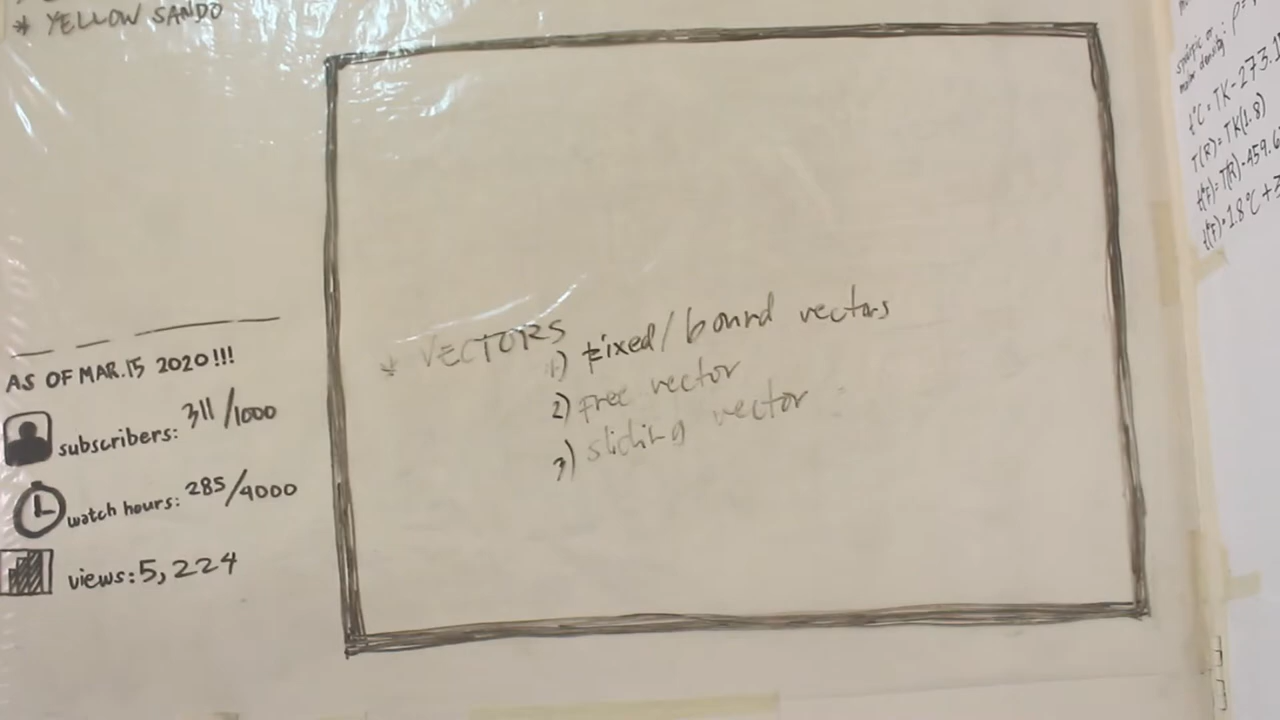 * YELLOW SANDO
AS OF MAR.15 2020!!!
subscribers: 311/1000
watch hours: 285/4000
views: 5,224
* VECTORS
1) fixed/bound vectors
2) Free vector
3) sliding vector
molar density: ρ=
t°C = TK - 273.1
T(R) = TK(1.8)
t(°F) = T(R) - 459.6
t(°F) = 1.8°C + 3